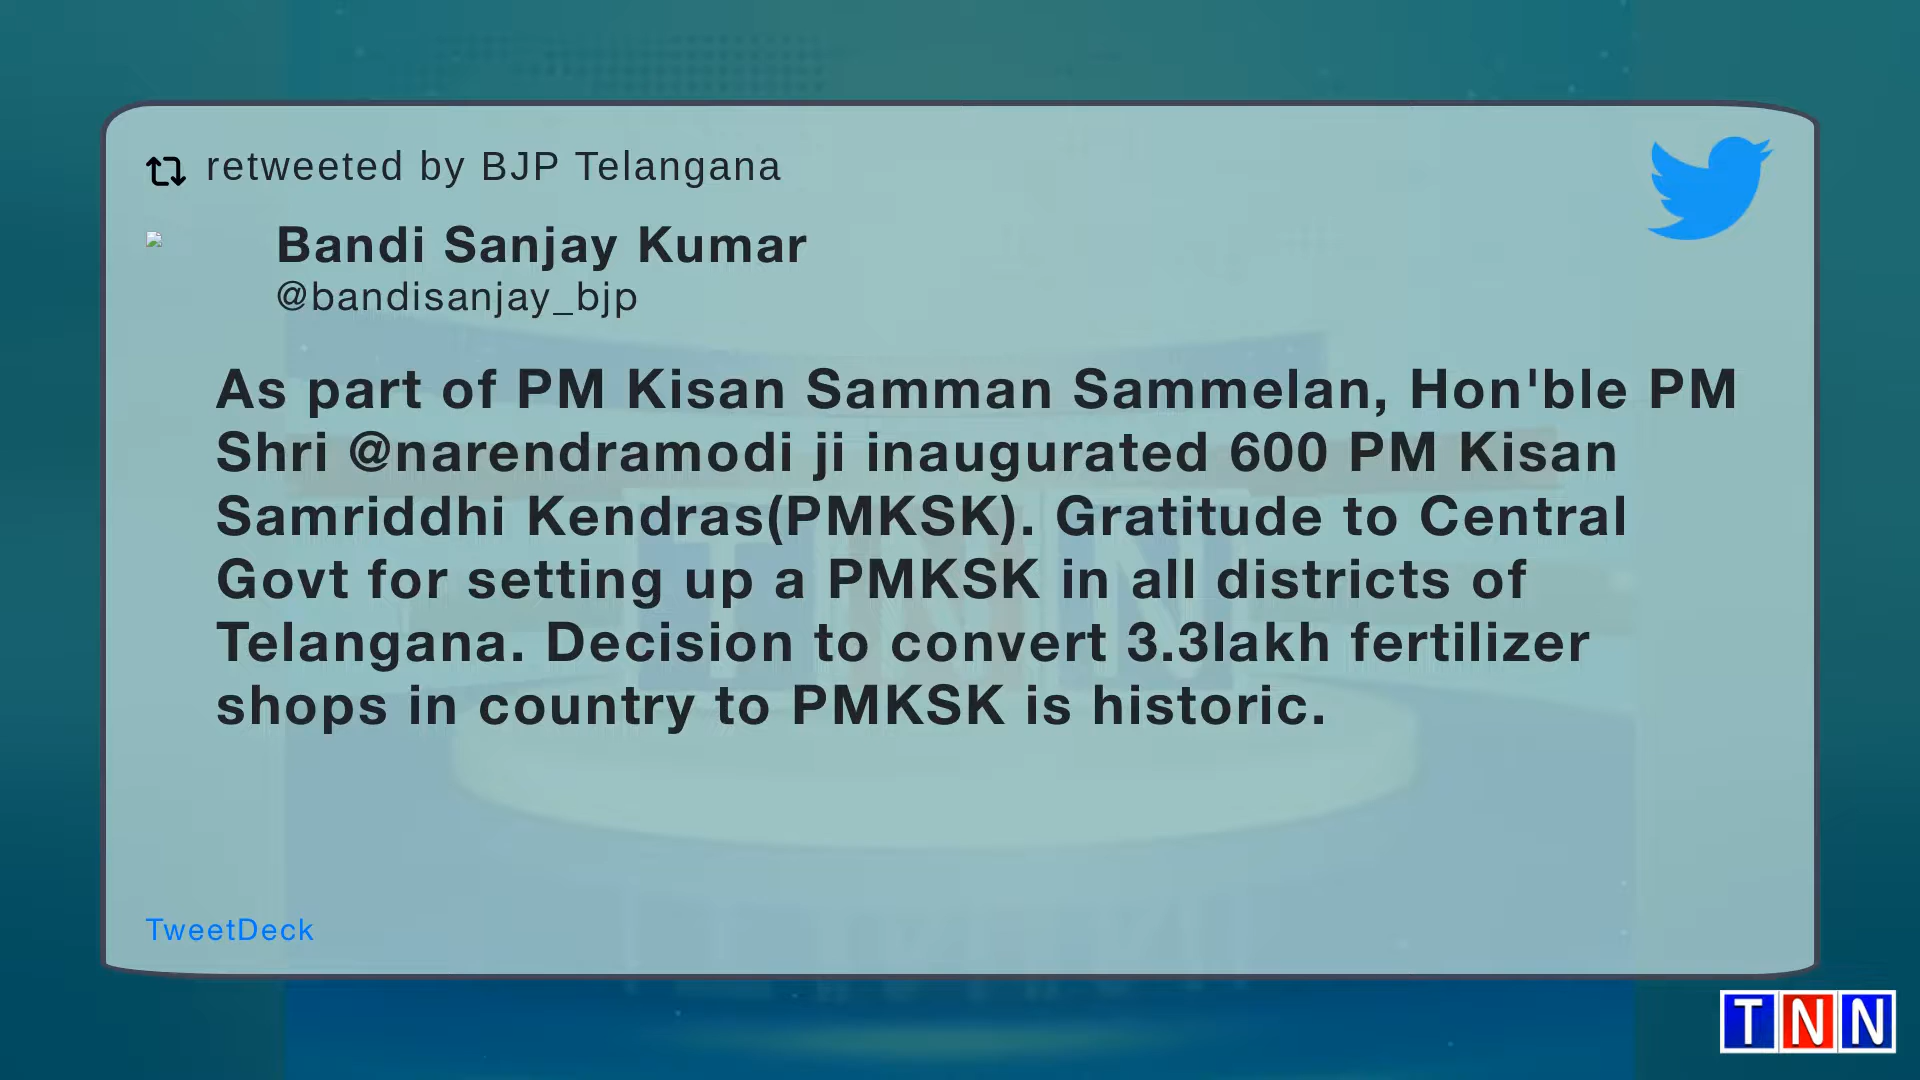 retweeted by BJP Telangana
Bandi Sanjay Kumar
@bandisanjay_bjp
As part of PM Kisan Samman Sammelan, Hon'ble PM
Shri @narendramodi ji inaugurated 600 PM Kisan
Samriddhi Kendras(PMKSK). Gratitude to Central
Govt for setting up a PMKSK in all districts of
Telangana. Decision to convert 3.3lakh fertilizer
shops in country to PMKSK is historic.
TweetDeck
TNN